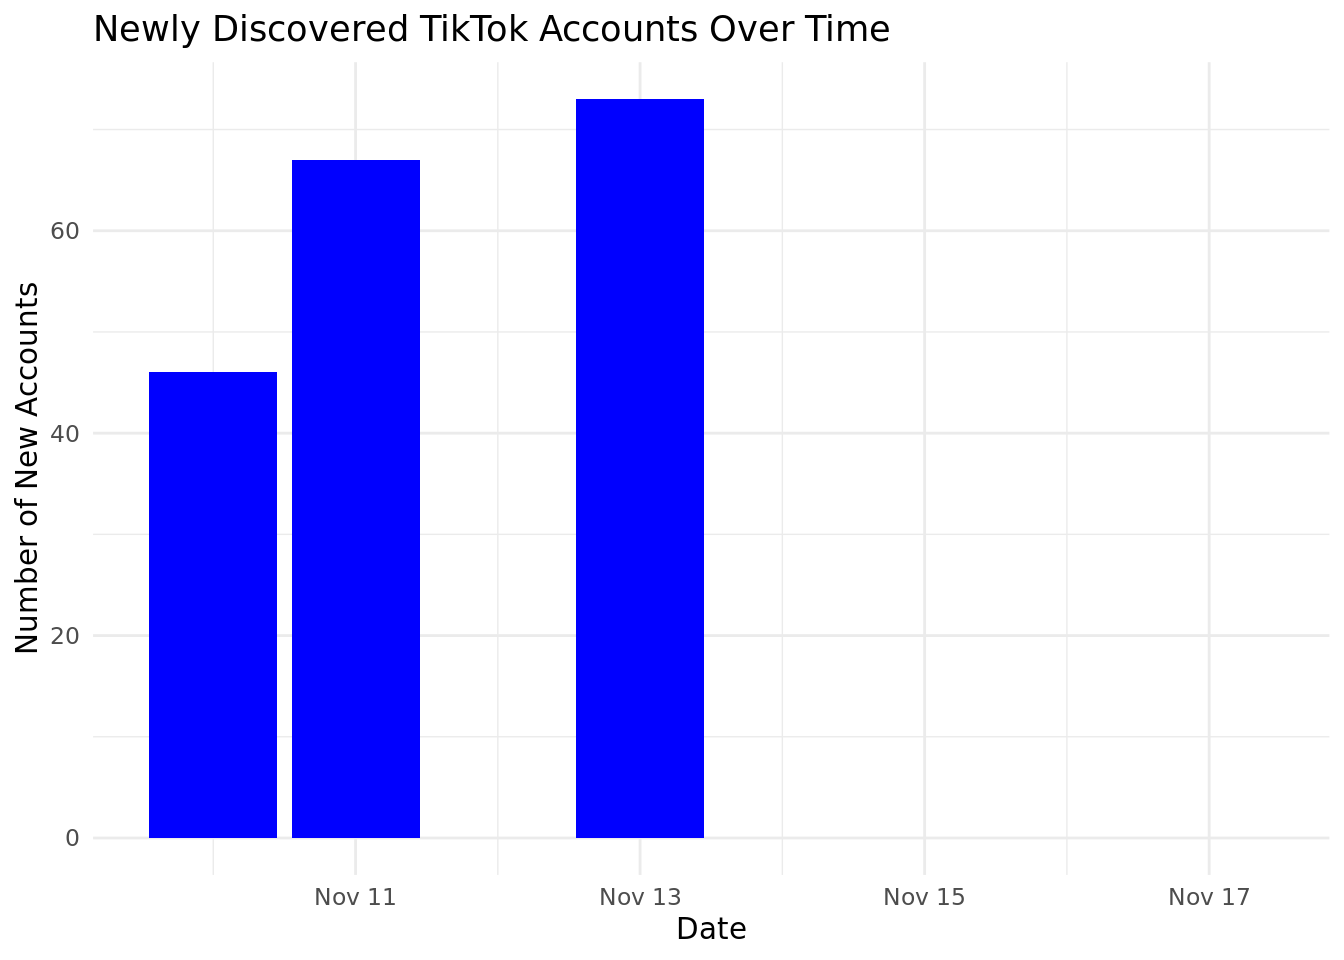 Newly Discovered TikTok Accounts Over Time
Number of New Accounts
60
40
20
0
Nov 11
Nov 13
Nov 15
Nov 17
Date